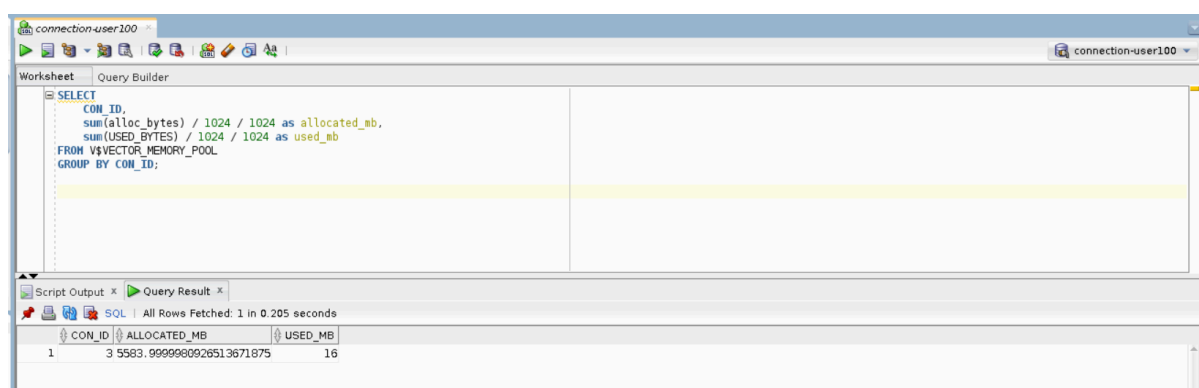 connection-user100
connection-user100
Worksheet Query Builder
SELECT
CON_ID,
sum(alloc_bytes) / 1024 / 1024 as allocated_mb,
sum(USED_BYTES) / 1024 / 1024 as used_mb
FROM V$VECTOR_MEMORY_POOL
GROUP BY CON_ID;
Script Output x Query Result x
SQL | All Rows Fetched: 1 in 0.205 seconds
CON_ID ALLOCATED_MB USED_MB
1 3 5583.9999980926513671875 16